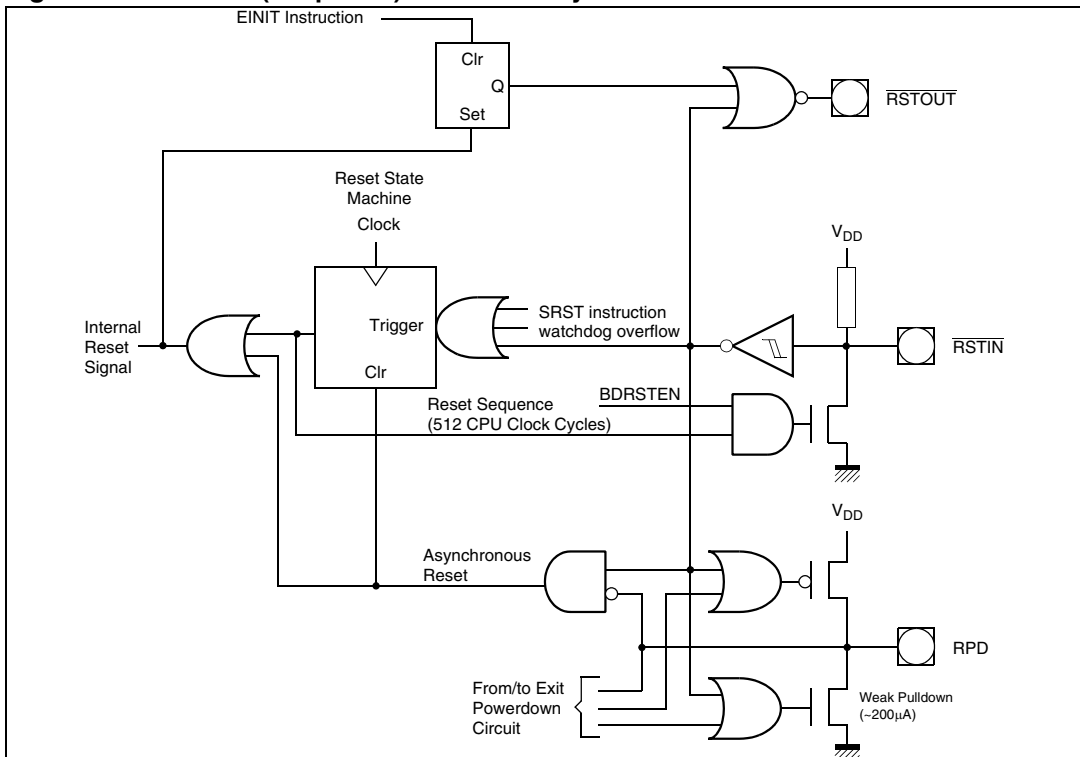 EINIT Instruction
Clr
Q
Set
RSTOUT
Reset State
Machine
Clock
VDD
Internal
Reset
Signal
Trigger
SRST instruction
watchdog overflow
RSTIN
Clr
BDRSTEN
Reset Sequence
(512 CPU Clock Cycles)
VDD
Asynchronous
Reset
RPD
From/to Exit
Powerdown
Circuit
Weak Pulldown
(~200µA)